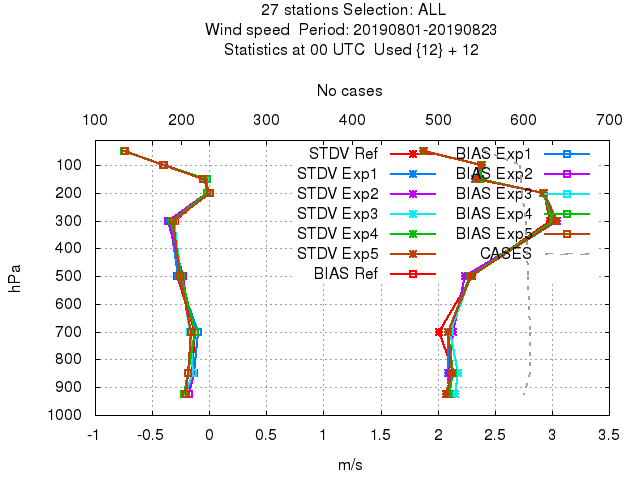 27 stations Selection: ALL
Wind speed  Period: 20190801-20190823
Statistics at 00 UTC  Used {12} + 12
No cases
100 200 300 400 500 600 700
STDV Ref BIAS Exp1
STDV Exp1 BIAS Exp2
STDV Exp2 BIAS Exp3
STDV Exp3 BIAS Exp4
STDV Exp4 BIAS Exp5
STDV Exp5 CASES
BIAS Ref
hPa
100
200
300
400
500
600
700
800
900
1000
-1 -0.5 0 0.5 1 1.5 2 2.5 3 3.5
m/s